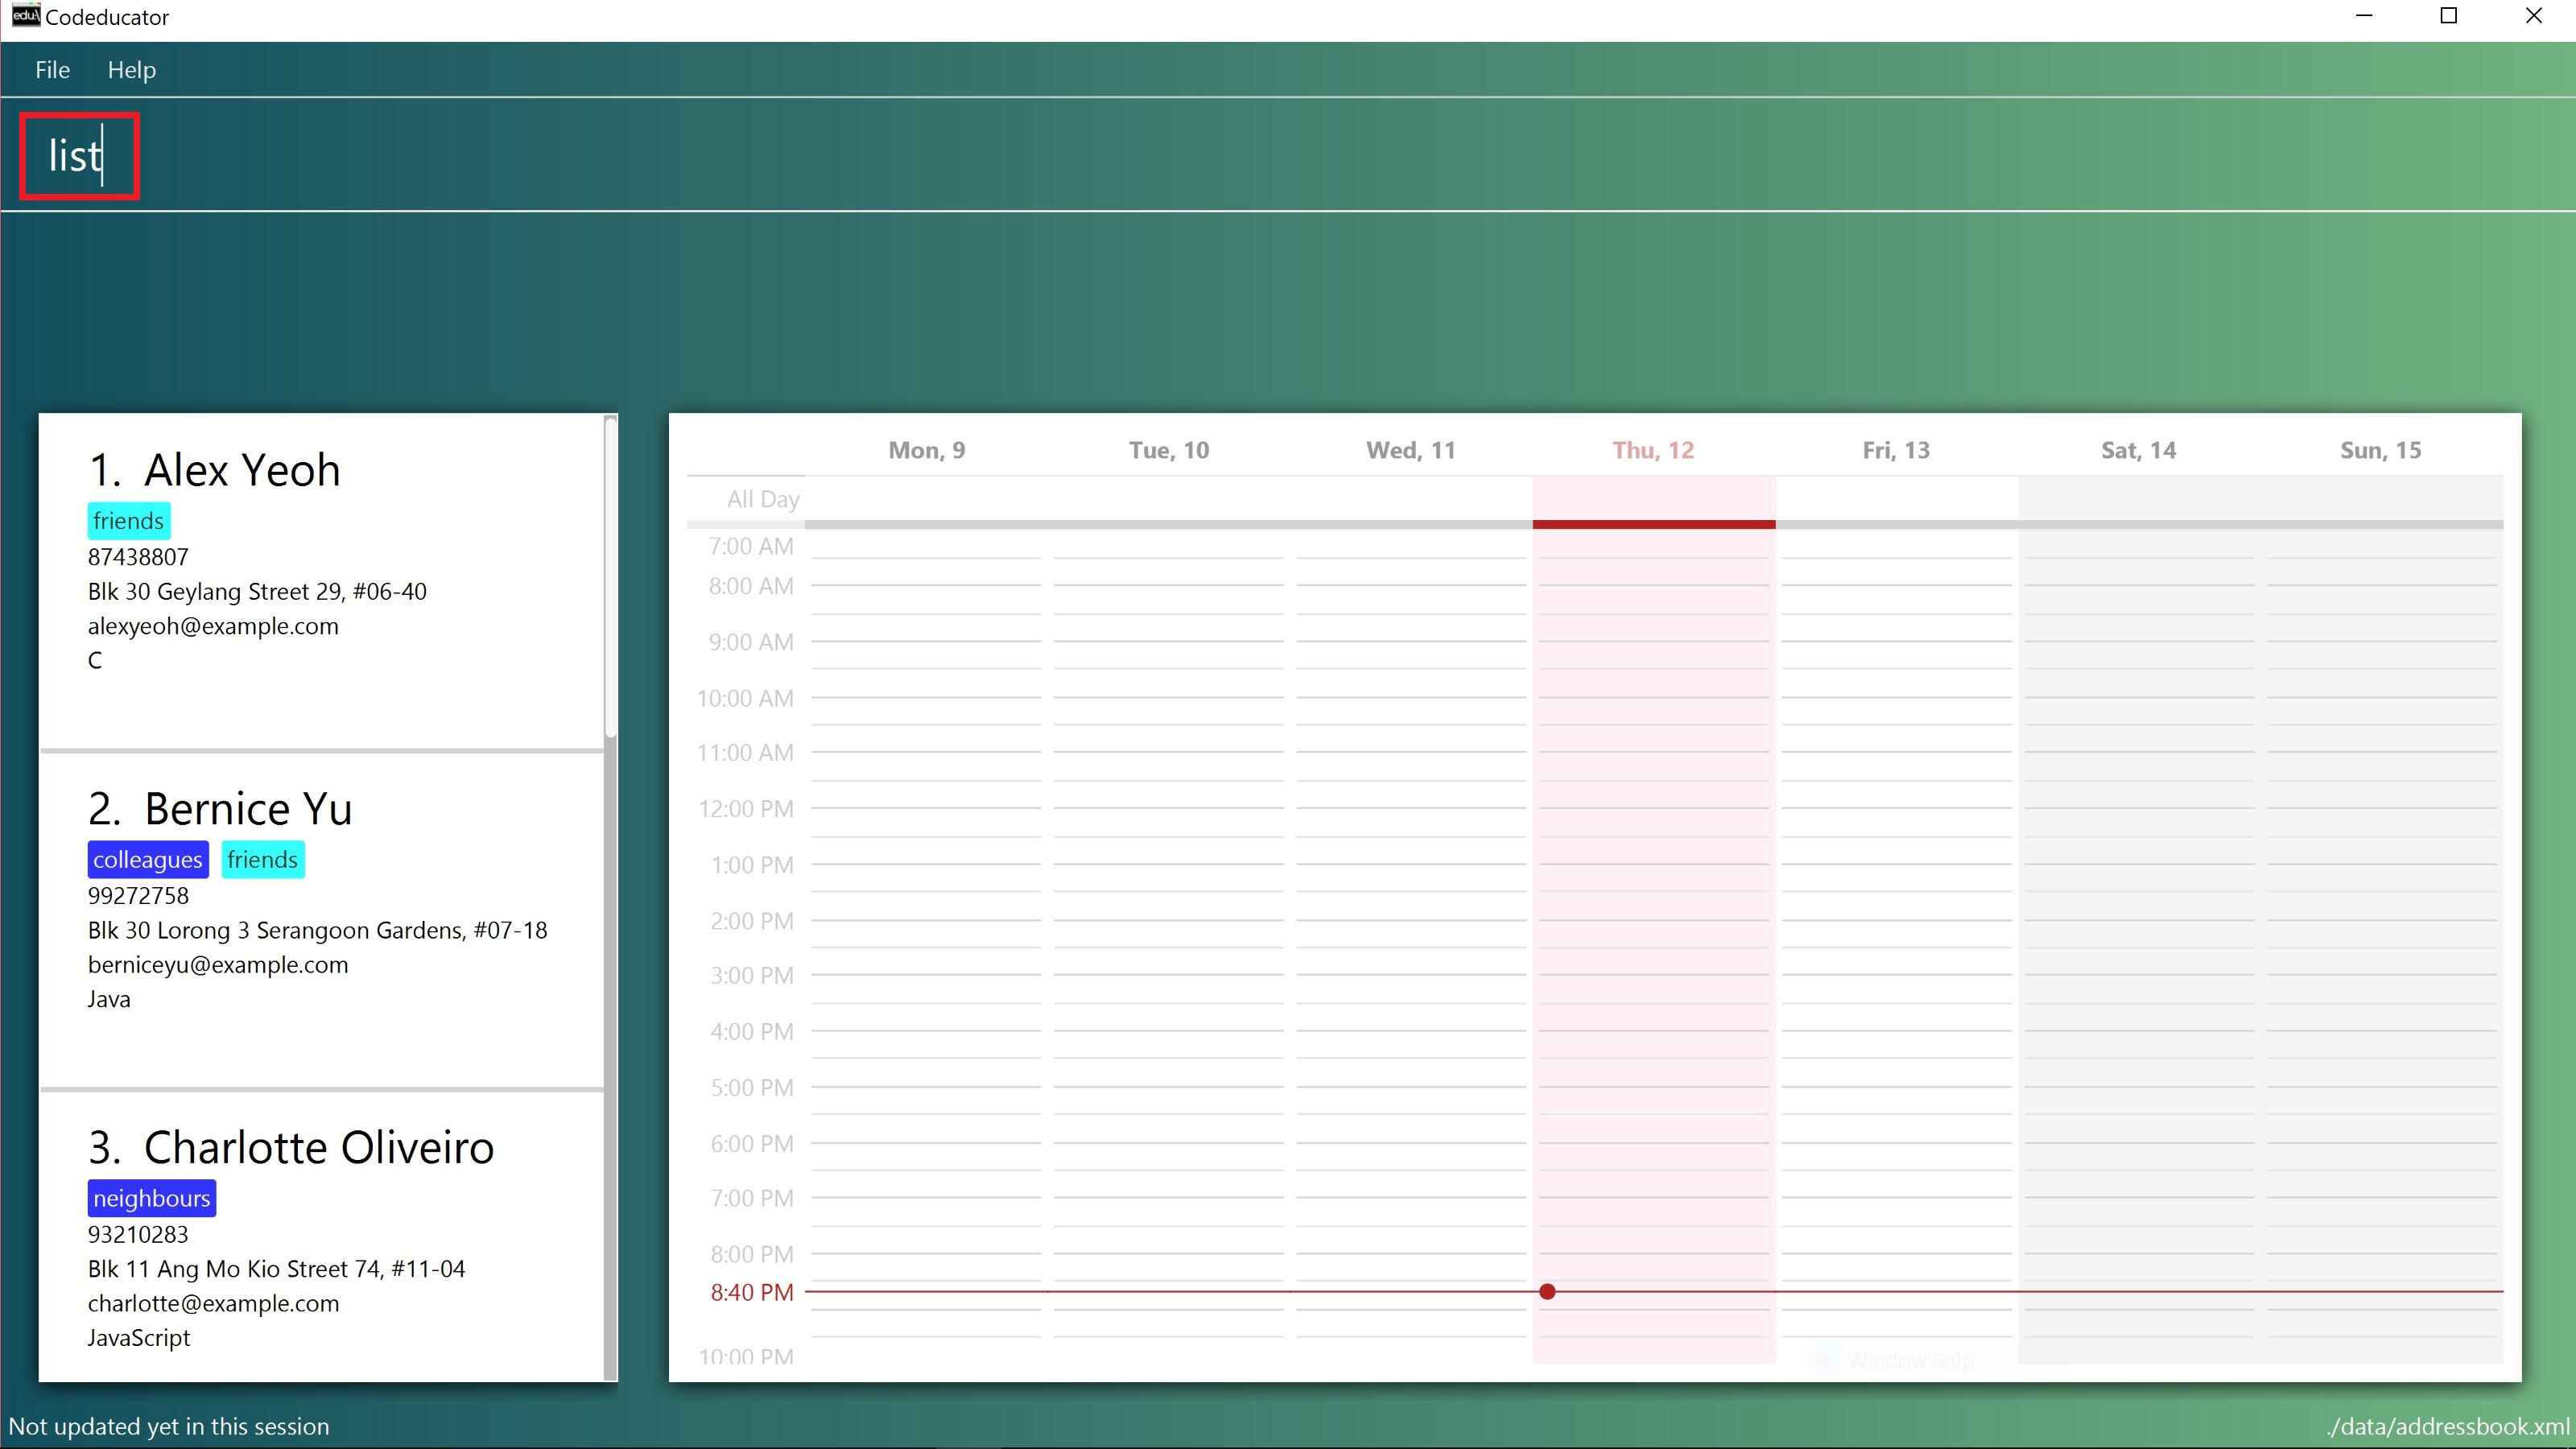 edu:\ Codeducator
File Help
list
1. Alex Yeoh
friends
87438807
Blk 30 Geylang Street 29, #06-40
alexyeoh@example.com
C
2. Bernice Yu
colleagues friends
99272758
Blk 30 Lorong 3 Serangoon Gardens, #07-18
berniceyu@example.com
Java
3. Charlotte Oliveiro
neighbours
93210283
Blk 11 Ang Mo Kio Street 74, #11-04
charlotte@example.com
JavaScript
Mon, 9 Tue, 10 Wed, 11 Thu, 12 Fri, 13 Sat, 14 Sun, 15
All Day
7:00 AM
8:00 AM
9:00 AM
10:00 AM
11:00 AM
12:00 PM
1:00 PM
2:00 PM
3:00 PM
4:00 PM
5:00 PM
6:00 PM
7:00 PM
8:00 PM
8:40 PM
10:00 PM
Window Snip
Not updated yet in this session
./data/addressbook.xml